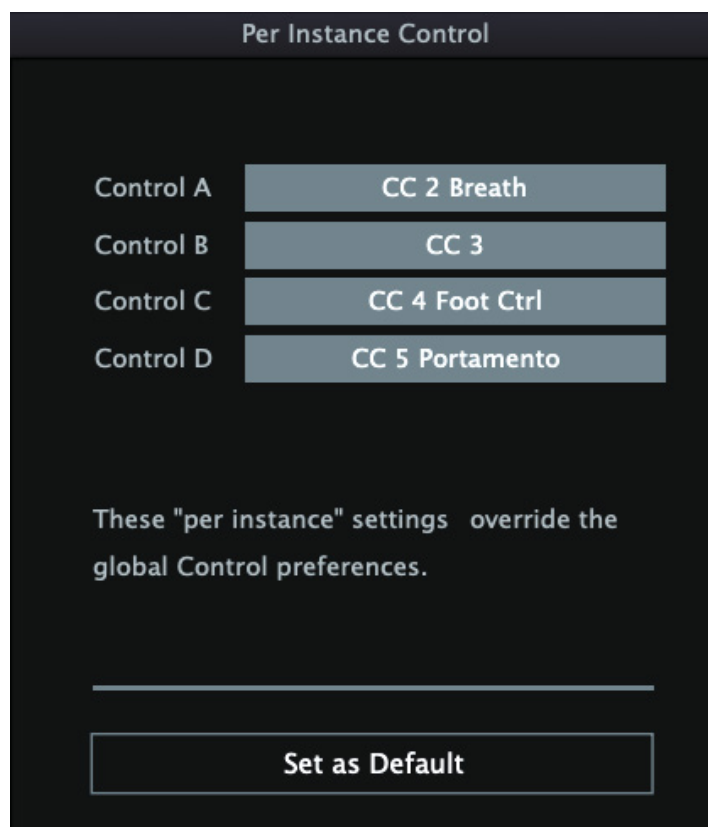 Per Instance Control
Control A CC 2 Breath
Control B CC 3
Control C CC 4 Foot Ctrl
Control D CC 5 Portamento
These "per instance" settings override the
global Control preferences.
Set as Default